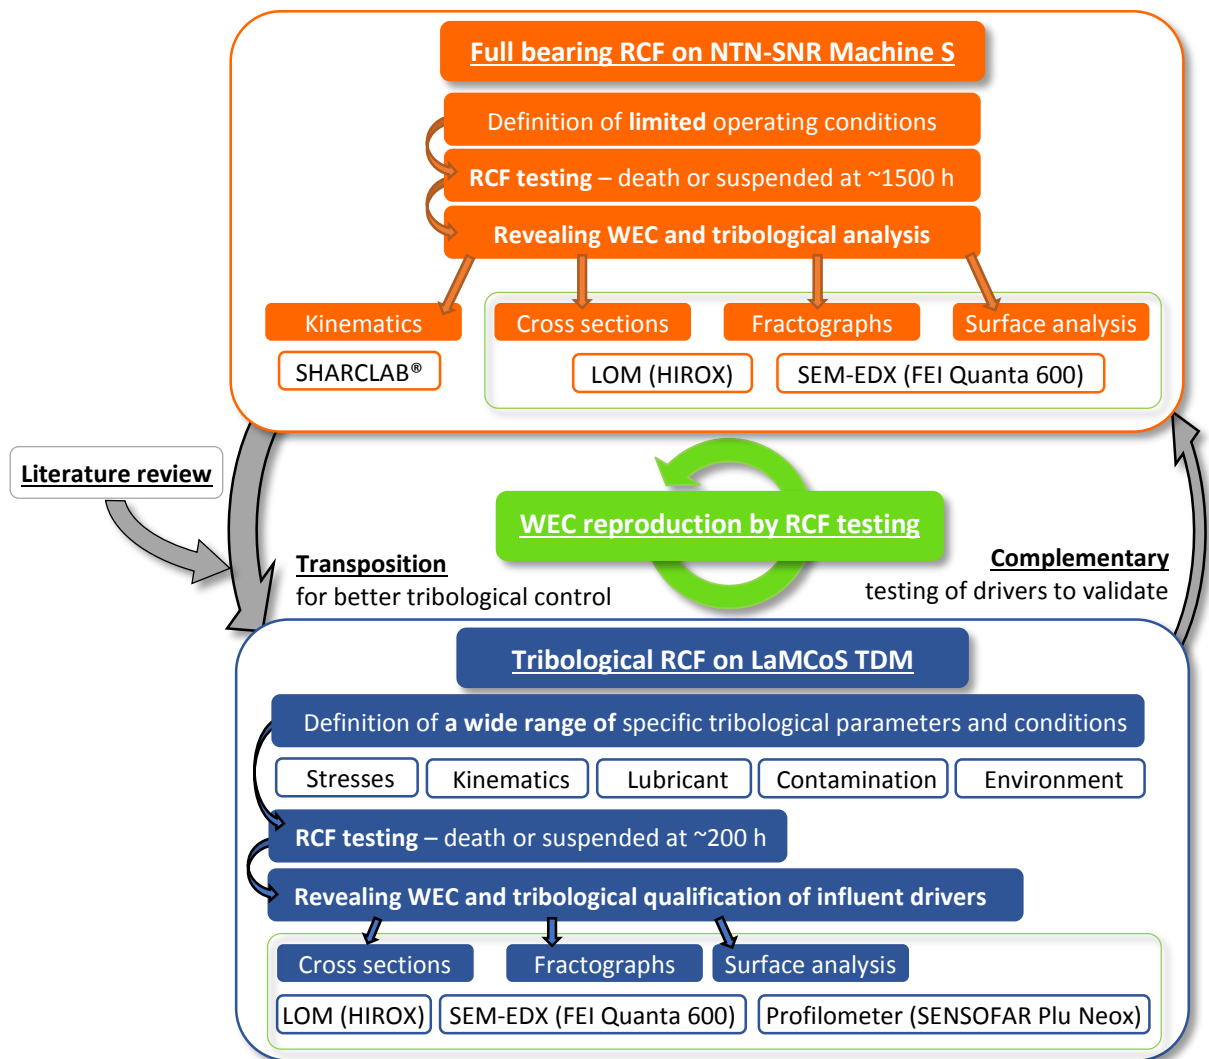 Full bearing RCF on NTN-SNR Machine S
Definition of limited operating conditions
RCF testing – death or suspended at ~1500 h
Revealing WEC and tribological analysis
Kinematics
Cross sections
Fractographs
Surface analysis
SHARCLAB®
LOM (HIROX)
SEM-EDX (FEI Quanta 600)
Literature review
WEC reproduction by RCF testing
Transposition
for better tribological control
Complementary
testing of drivers to validate
Tribological RCF on LaMCoS TDM
Definition of a wide range of specific tribological parameters and conditions
Stresses
Kinematics
Lubricant
Contamination
Environment
RCF testing – death or suspended at ~200 h
Revealing WEC and tribological qualification of influent drivers
Cross sections
Fractographs
Surface analysis
LOM (HIROX)
SEM-EDX (FEI Quanta 600)
Profilometer (SENSOFAR Plu Neox)